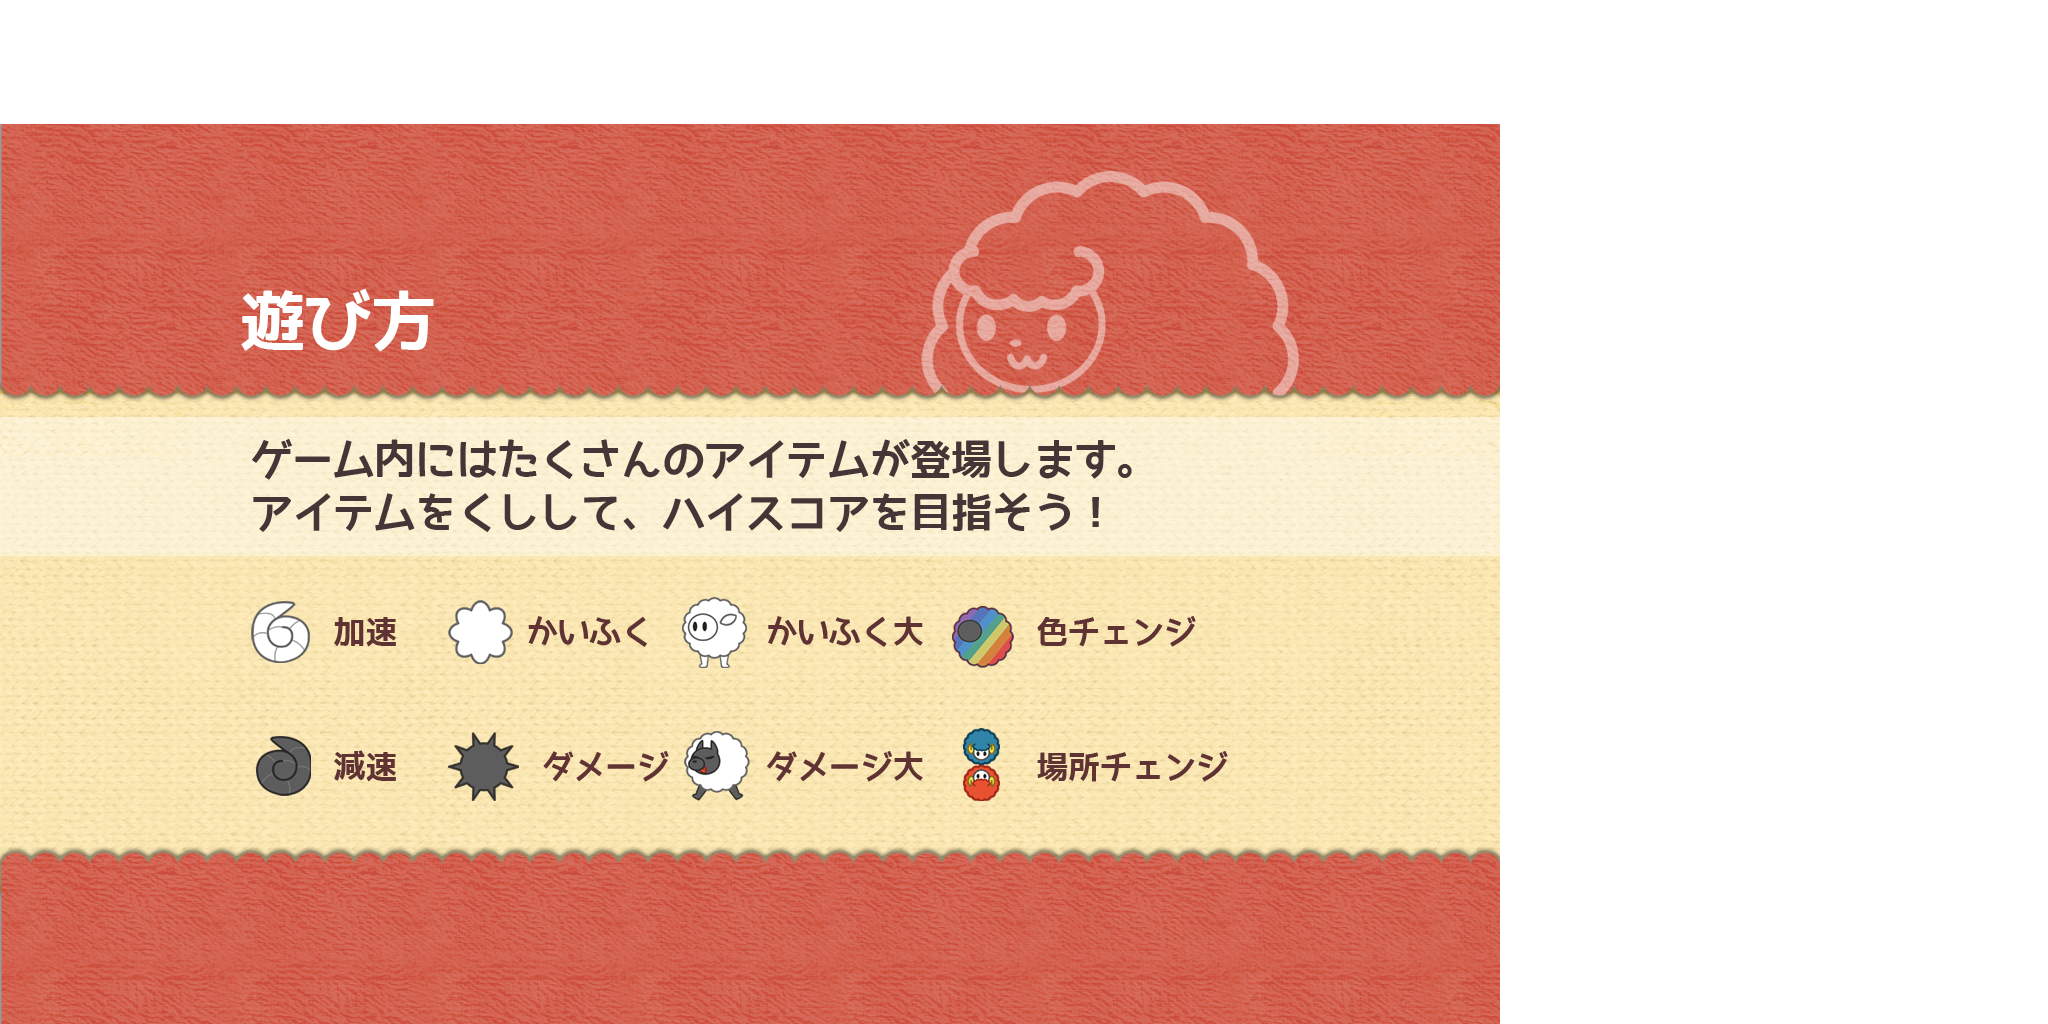 遊び方
ゲーム内にはたくさんのアイテムが登場します。
アイテムをくしして、ハイスコアを目指そう！
加速 かいふく かいふく大 色チェンジ
減速 ダメージ ダメージ大 場所チェンジ